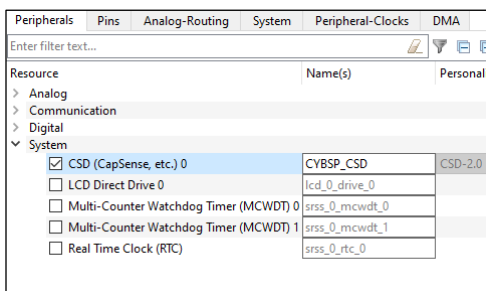 Peripherals Pins Analog-Routing System Peripheral-Clocks DMA
Enter filter text...
Resource Name(s) Personal
Analog
Communication
Digital
System
CSD (CapSense, etc.) 0 CYBSP_CSD CSD-2.0
LCD Direct Drive 0 lcd_0_drive_0
Multi-Counter Watchdog Timer (MCWDT) 0 srss_0_mcwdt_0
Multi-Counter Watchdog Timer (MCWDT) 1 srss_0_mcwdt_1
Real Time Clock (RTC) srss_0_rtc_0